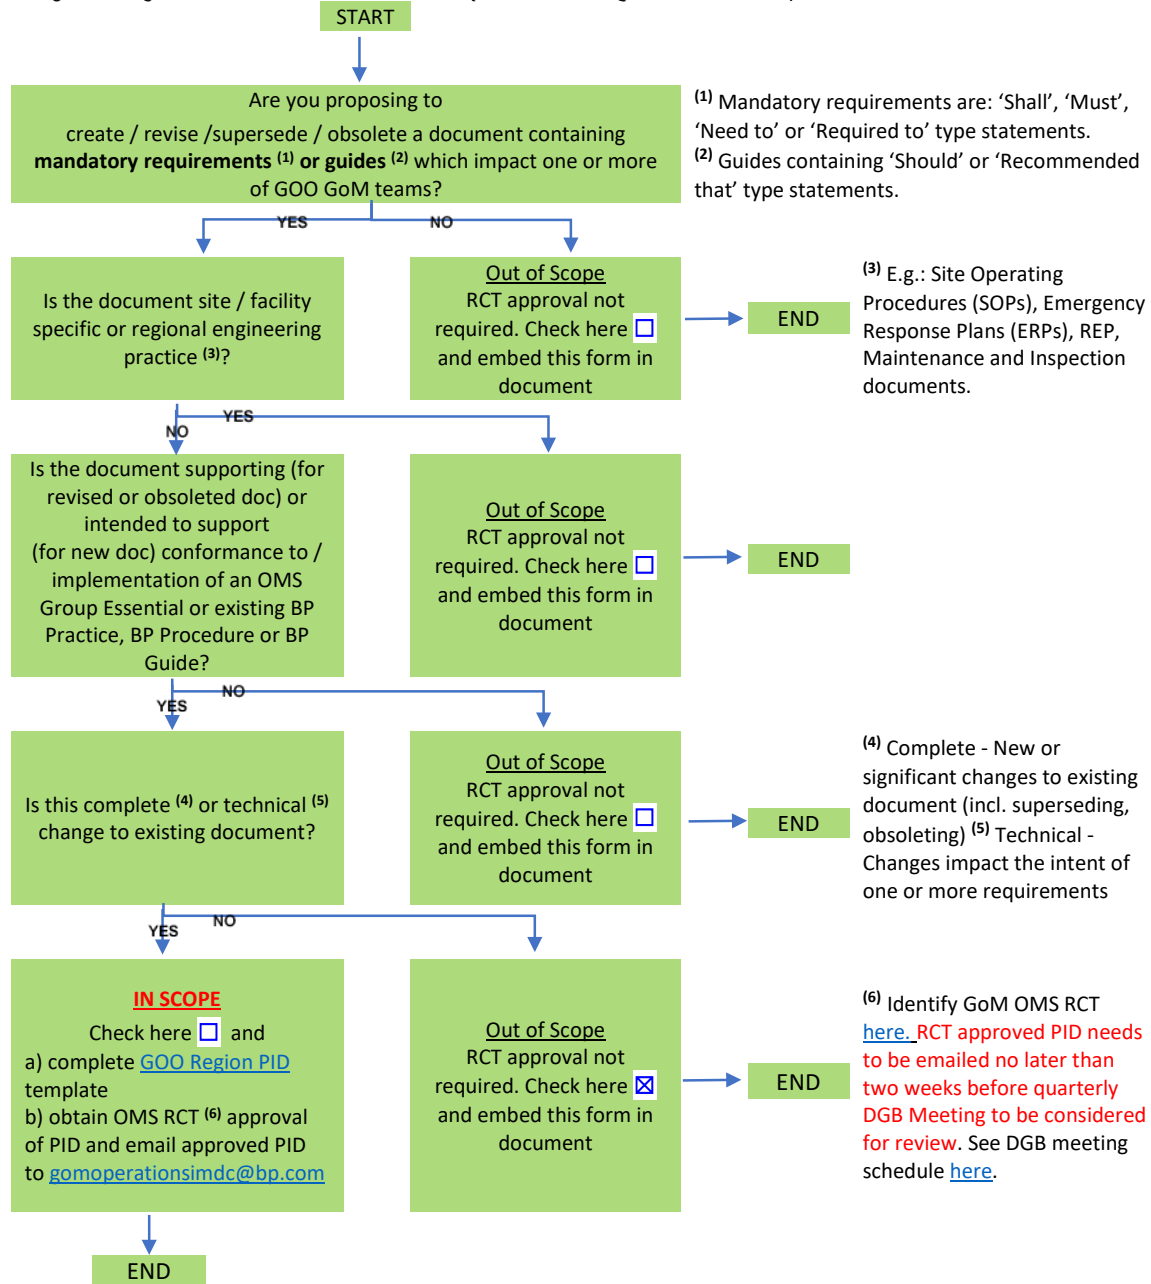 START
Are you proposing to
create / revise /supersede / obsolete a document containing
mandatory requirements (1) or guides (2) which impact one or more
of GOO GoM teams?
(1) Mandatory requirements are: ‘Shall’, ‘Must’,
‘Need to’ or ‘Required to’ type statements.
(2) Guides containing ‘Should’ or ‘Recommended
that’ type statements.
YES
NO
Is the document site / facility
specific or regional engineering
practice (3)?
Out of Scope
RCT approval not
required. Check here ☐
and embed this form in
document
END
(3) E.g.: Site Operating
Procedures (SOPs), Emergency
Response Plans (ERPs), REP,
Maintenance and Inspection
documents.
YES
NO
Is the document supporting (for
revised or obsoleted doc) or
intended to support
(for new doc) conformance to /
implementation of an OMS
Group Essential or existing BP
Practice, BP Procedure or BP
Guide?
Out of Scope
RCT approval not
required. Check here ☐
and embed this form in
document
END
NO
YES
Is this complete (4) or technical (5)
change to existing document?
Out of Scope
RCT approval not
required. Check here ☐
and embed this form in
document
END
(4) Complete - New or
significant changes to existing
document (incl. superseding,
obsoleting) (5) Technical -
Changes impact the intent of
one or more requirements
NO
YES
IN SCOPE
Check here ☐ and
a) complete GOO Region PID
template
b) obtain OMS RCT (6) approval
of PID and email approved PID
to gomoperationsimdc@bp.com
Out of Scope
RCT approval not
required. Check here ☒
and embed this form in
document
END
(6) Identify GoM OMS RCT
here. RCT approved PID needs
to be emailed no later than
two weeks before quarterly
DGB Meeting to be considered
for review. See DGB meeting
schedule here.
END